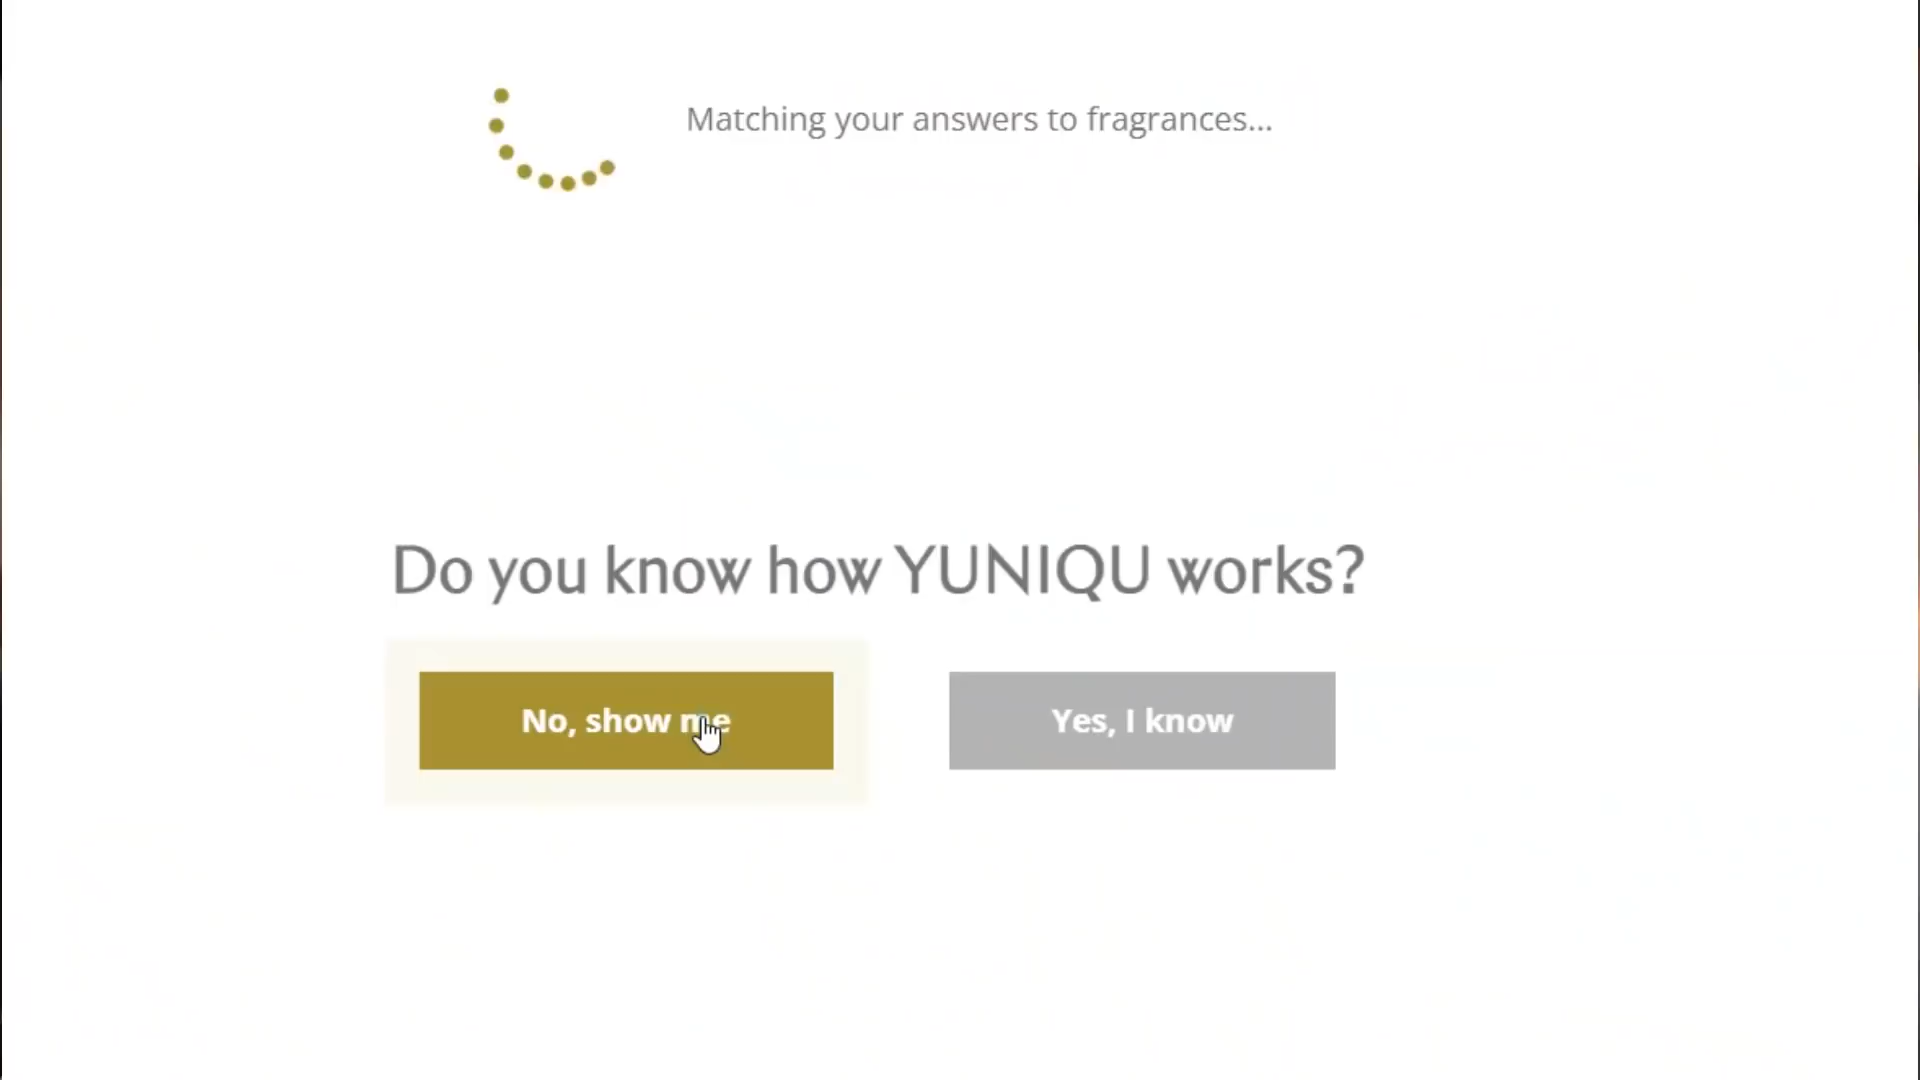 Matching your answers to fragrances...
Do you know how YUNIQU works?
No, show me
Yes, I know